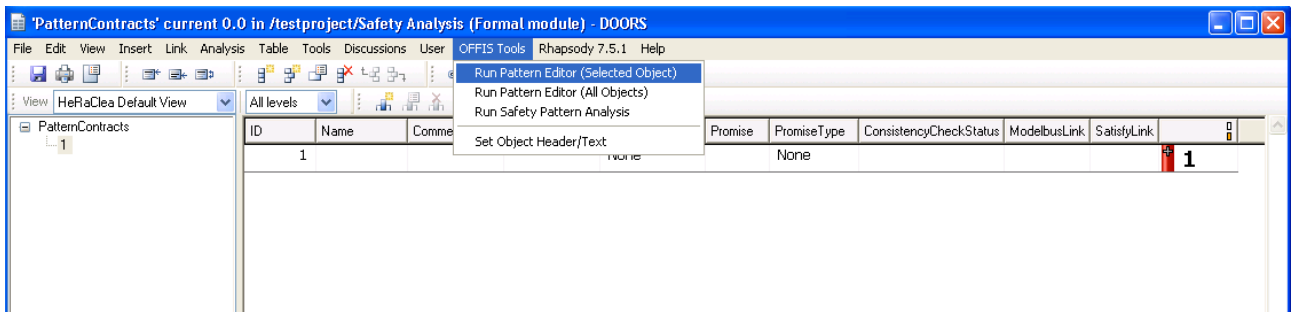 'PatternContracts' current 0.0 in /testproject/Safety Analysis (Formal module) - DOORS
File Edit View Insert Link Analysis Table Tools Discussions User OFFIS Tools Rhapsody 7.5.1 Help
Run Pattern Editor (Selected Object)
Run Pattern Editor (All Objects)
Run Safety Pattern Analysis
Set Object Header/Text
View HeRaClea Default View All levels
PatternContracts
1
ID Name Comme Promise PromiseType ConsistencyCheckStatus ModelbusLink SatisfyLink
1 None None 1